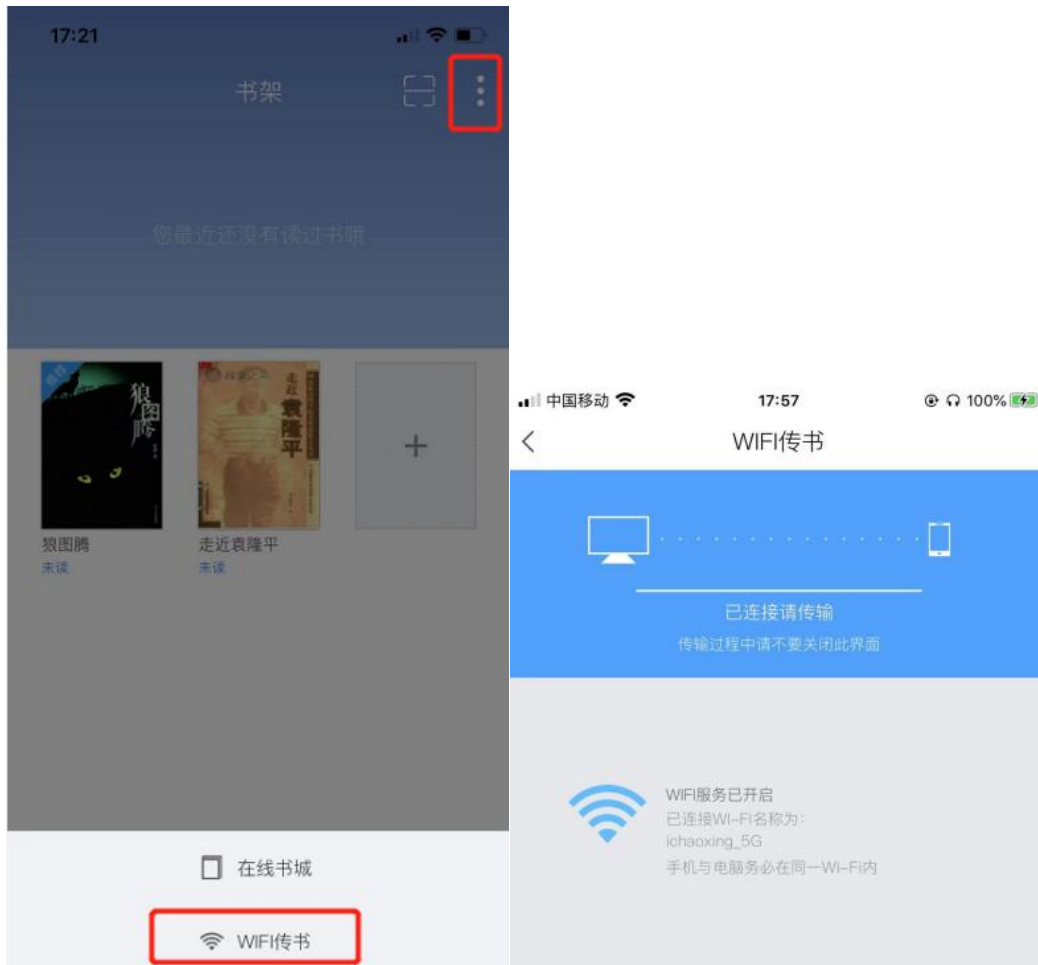 17:21
书架
您最近还没有读过书哦
推荐
狼图腾
走近
袁隆平
狼图腾
未读
走近袁隆平
未读
在线书城
WIFI传书
中国移动
17:57
100%
WIFI传书
已连接请传输
传输过程中请不要关闭此界面
WIFI服务已开启
已连接WI-FI名称为：
ichaoxing_5G
手机与电脑务必在同一Wi-Fi内